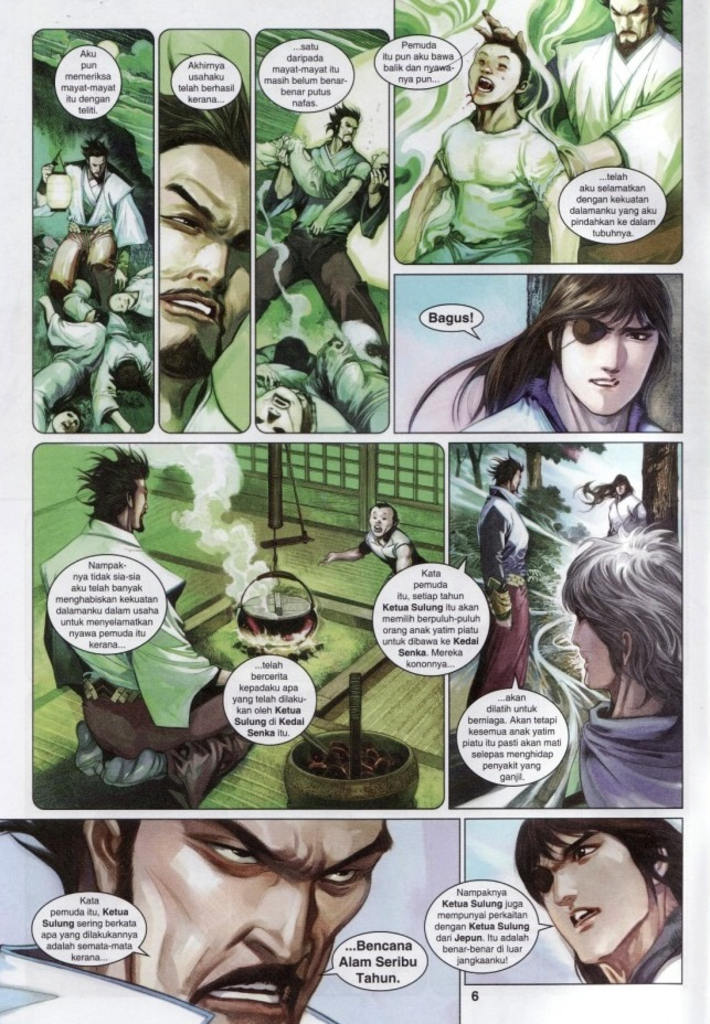 Aku
pun
memeriksa
mayat-mayat
itu dengan
teliti.
Akhirnya
usahaku
telah berhasil
kerana...
...satu
daripada
mayat-mayat itu
masih belum benar-
benar putus
nafas.
Pemuda
itu pun aku bawa
balik dan nyawa-
nya pun...
...telah
aku selamatkan
dengan kekuatan
dalamanku yang aku
pancarkan ke dalam
tubuhnya.
Bagus!
Nampak-
nya tidak sia-sia
aku telah banyak
menghabiskan kekuatan
dalamanku dalam usaha
untuk menyelamatkan
nyawa pemuda itu
kerana...
...telah
bercerita
kepadaku apa
yang telah dilaku-
kan oleh Ketua
Sulung di Kedai
Senka itu.
Kata
pemuda
itu, setiap tahun
Ketua Sulung itu akan
memilih berpuluh-puluh
orang anak yatim piatu
untuk dibawa ke Kedai
Senka. Mereka
kononnya...
...akan
dilatih untuk
berniaga. Akan tetapi
kesemua anak yatim
piatu itu pasti akan mati
selepas menghidap
penyakit yang
ganjil.
Kata
pemuda itu, Ketua
Sulung sering berkata
apa yang dilakukannya
adalah semata-mata
kerana...
...Bencana
Alam Seribu
Tahun.
Nampaknya
Ketua Sulung juga
mempunyai perkaitan
dengan Ketua Sulung
dari Jepun. Itu adalah
benar-benar di luar
jangkaanku!
6